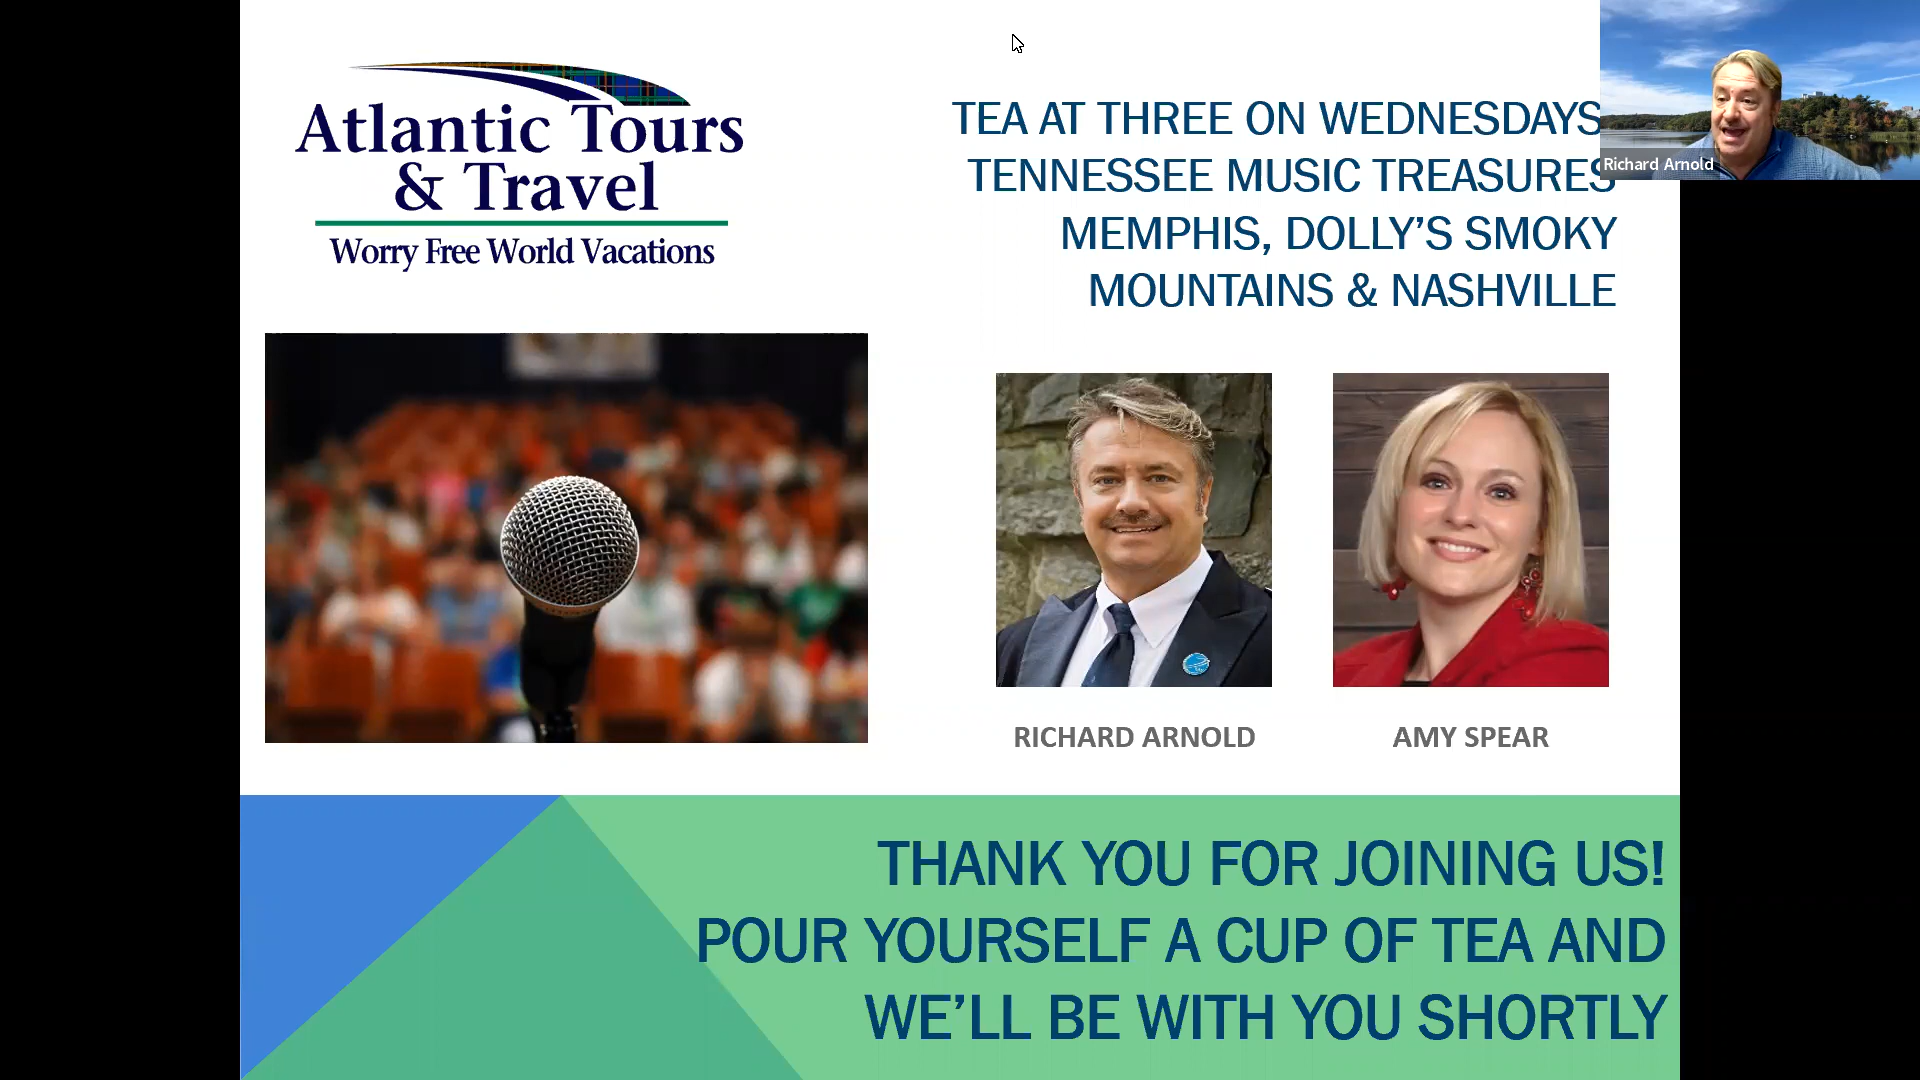 Atlantic Tours
& Travel
Worry Free World Vacations
TEA AT THREE ON WEDNESDAYS
TENNESSEE MUSIC TREASURES
MEMPHIS, DOLLY’S SMOKY
MOUNTAINS & NASHVILLE
Richard Arnold
RICHARD ARNOLD
AMY SPEAR
THANK YOU FOR JOINING US!
POUR YOURSELF A CUP OF TEA AND
WE’LL BE WITH YOU SHORTLY